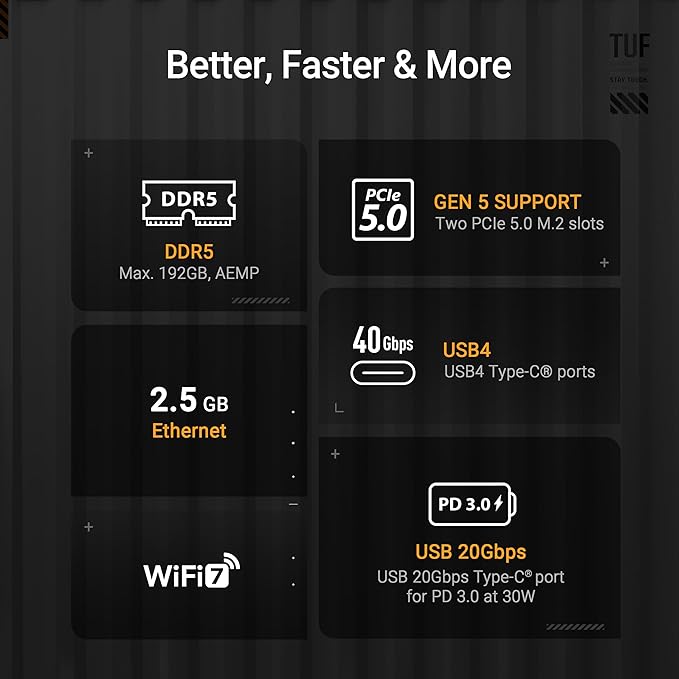 TUF
STAY TOUGH
Better, Faster & More
DDR5
DDR5
Max. 192GB, AEMP
PCIe
5.0
GEN 5 SUPPORT
Two PCIe 5.0 M.2 slots
40Gbps
USB4
USB4 Type-C® ports
2.5 GB
Ethernet
WiFi 7
PD 3.0
USB 20Gbps
USB 20Gbps Type-C® port
for PD 3.0 at 30W